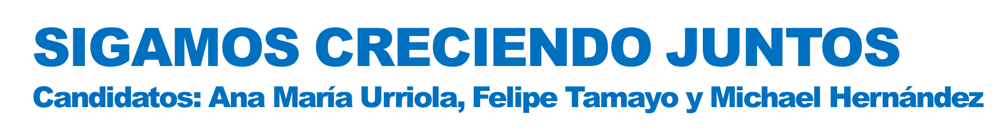 SIGAMOS CRECIENDO JUNTOS
Candidatos: Ana María Urriola, Felipe Tamayo y Michael Hernández